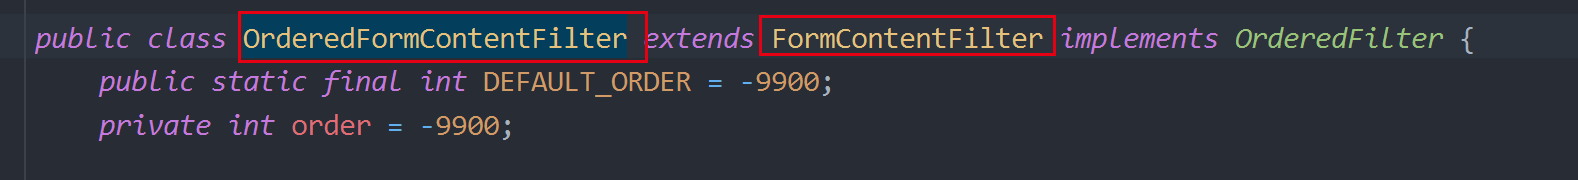 public class OrderedFormContentFilter extends FormContentFilter implements OrderedFilter {
public static final int DEFAULT_ORDER = -9900;
private int order = -9900;